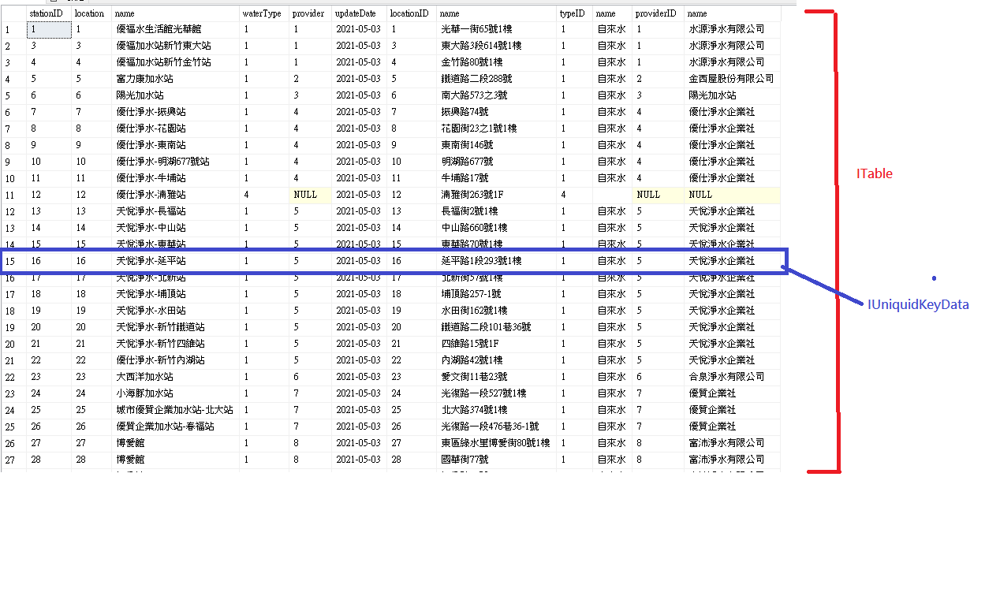 stationID location name waterType provider updateDate locationID name typeID name providerID name
1 1 1 優福水生活館光華館 1 1 2021-05-03 1 光華一街65號1樓 1 自來水 1 水源淨水有限公司
2 3 3 優福加水站新竹東大站 1 1 2021-05-03 3 東大路3段614號1樓 1 自來水 1 水源淨水有限公司
3 4 4 優福加水站新竹金竹站 1 1 2021-05-03 4 金竹路80號1樓 1 自來水 1 水源淨水有限公司
4 5 5 富力康加水站 1 2 2021-05-03 5 鐵道路二段288號 1 自來水 2 金西屋股份有限公司
5 6 6 陽光加水站 1 3 2021-05-03 6 南大路573之3號 1 自來水 3 陽光加水站
6 7 7 優仕淨水-振興站 1 4 2021-05-03 7 振興路74號 1 自來水 4 優仕淨水企業社
7 8 8 優仕淨水-花園站 1 4 2021-05-03 8 花園街23之1號1樓 1 自來水 4 優仕淨水企業社
8 9 9 優仕淨水-東南站 1 4 2021-05-03 9 東南街146號 1 自來水 4 優仕淨水企業社
9 10 10 優仕淨水-明湖677號站 1 4 2021-05-03 10 明湖路677號 1 自來水 4 優仕淨水企業社
10 11 11 優仕淨水-牛埔站 1 4 2021-05-03 11 牛埔路17號 1 自來水 4 優仕淨水企業社
11 12 12 優仕淨水-湳雅站 4 NULL 2021-05-03 12 湳雅街263號1F 4 NULL NULL
ITable
12 13 13 天悅淨水-長福站 1 5 2021-05-03 13 長福街2號1樓 1 自來水 5 天悅淨水企業社
13 14 14 天悅淨水-中山站 1 5 2021-05-03 14 中山路660號1樓 1 自來水 5 天悅淨水企業社
14 15 15 天悅淨水-東華站 1 5 2021-05-03 15 東華路70號1樓 1 自來水 5 天悅淨水企業社
15 16 16 天悅淨水-延平站 1 5 2021-05-03 16 延平路1段293號1樓 1 自來水 5 天悅淨水企業社
16 17 17 天悅淨水-北新站 1 5 2021-05-03 17 北新街57號1樓 1 自來水 5 天悅淨水企業社
17 18 18 天悅淨水-埔頂站 1 5 2021-05-03 18 埔頂路257-1號 1 自來水 5 天悅淨水企業社
IUniquidKeyData
18 19 19 天悅淨水-水田站 1 5 2021-05-03 19 水田街162號1樓 1 自來水 5 天悅淨水企業社
19 20 20 天悅淨水-新竹鐵道站 1 5 2021-05-03 20 鐵道路二段101巷36號 1 自來水 5 天悅淨水企業社
20 21 21 天悅淨水-新竹四維站 1 5 2021-05-03 21 四維路15號1F 1 自來水 5 天悅淨水企業社
21 22 22 優仕淨水-新竹內湖站 1 5 2021-05-03 22 內湖路42號1樓 1 自來水 5 天悅淨水企業社
22 23 23 大西洋加水站 1 6 2021-05-03 23 愛文街11巷23號 1 自來水 6 合泉淨水有限公司
23 24 24 小海豚加水站 1 7 2021-05-03 24 光復路一段527號1樓 1 自來水 7 優質企業社
24 25 25 城市優質企業加水站-北大站 1 7 2021-05-03 25 北大路374號1樓 1 自來水 7 優質企業社
25 26 26 優質企業加水站-春福站 1 7 2021-05-03 26 光復路一段476巷36-1號 1 自來水 7 優質企業社
26 27 27 博愛館 1 8 2021-05-03 27 東區綠水里博愛街80號1樓 1 自來水 8 富沛淨水有限公司
27 28 28 博愛館 1 8 2021-05-03 28 國華街77號 1 自來水 8 富沛淨水有限公司